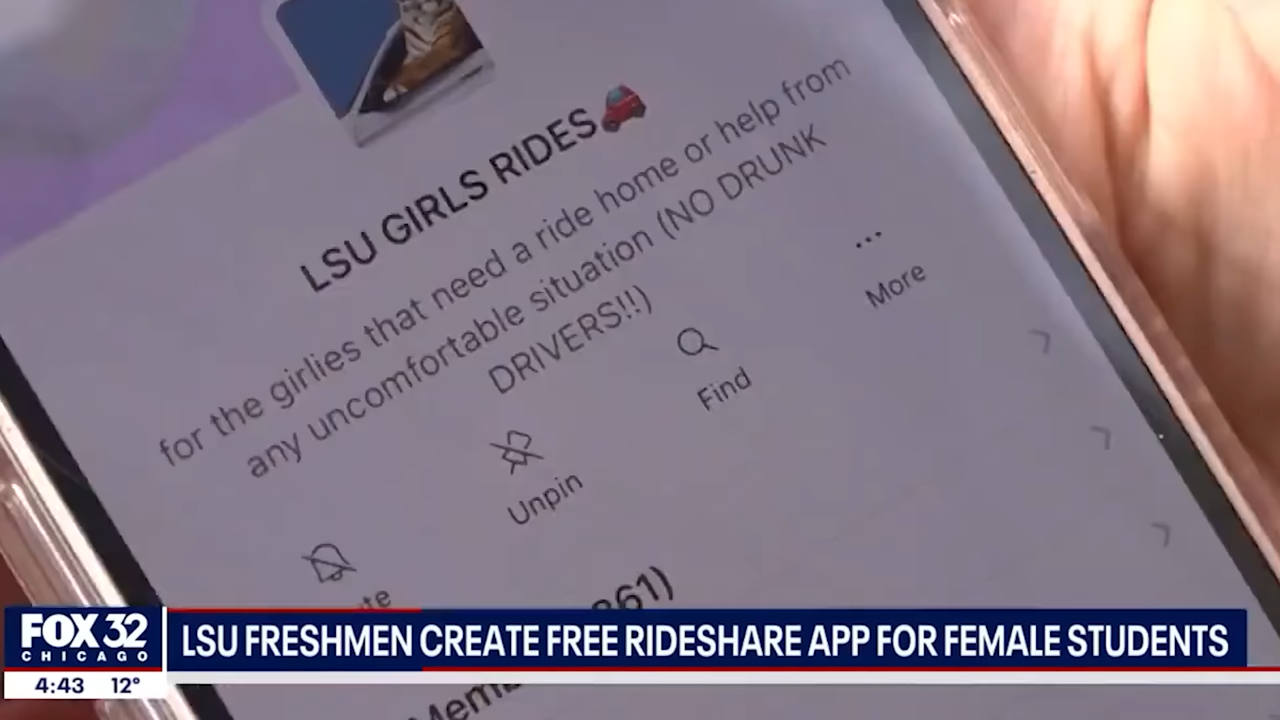 LSU GIRLS RIDES🚗
for the girlies that need a ride home or help from
any uncomfortable situation (NO DRUNK
DRIVERS!!)
... 
More
Find
Unpin
861)
FOX 32
CHICAGO
4:43 12°
LSU FRESHMEN CREATE FREE RIDESHARE APP FOR FEMALE STUDENTS